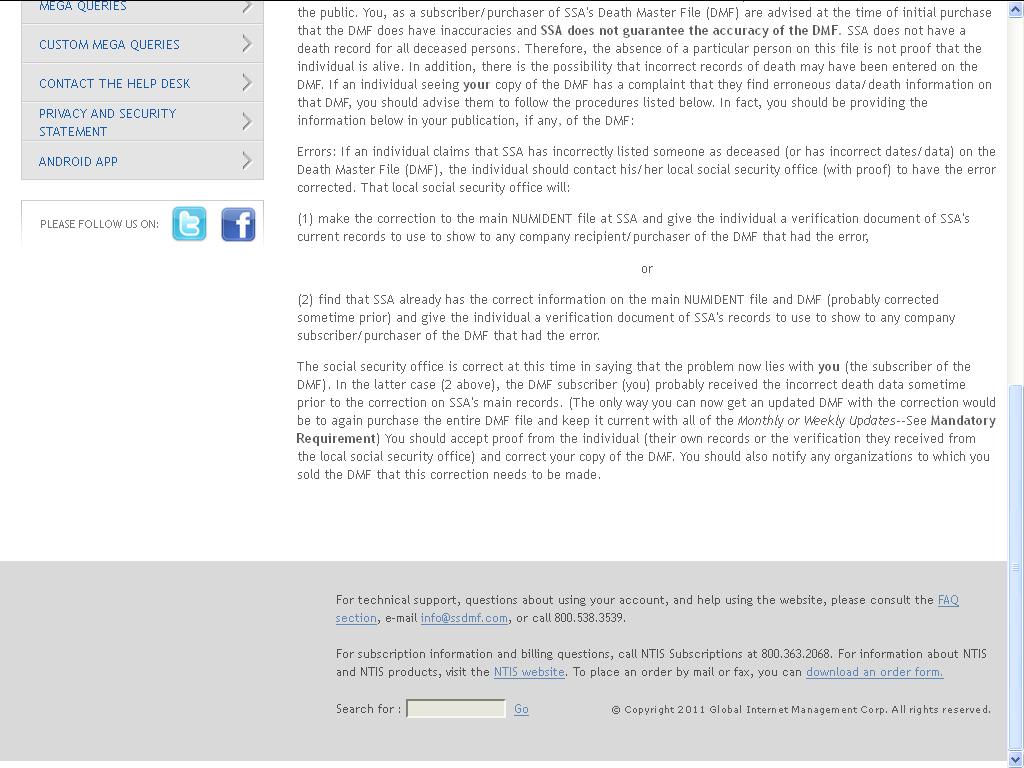 MEGA QUERIES
CUSTOM MEGA QUERIES
CONTACT THE HELP DESK
PRIVACY AND SECURITY
STATEMENT
ANDROID APP
PLEASE FOLLOW US ON:
the public. You, as a subscriber/purchaser of SSA's Death Master File (DMF) are advised at the time of initial purchase
that the DMF does have inaccuracies and SSA does not guarantee the accuracy of the DMF. SSA does not have a
death record for all deceased persons. Therefore, the absence of a particular person on this file is not proof that the
individual is alive. In addition, there is the possibility that incorrect records of death may have been entered on the
DMF. If an individual seeing your copy of the DMF has a complaint that they find erroneous data/death information on
that DMF, you should advise them to follow the procedures listed below. In fact, you should be providing the
information below in your publication, if any, of the DMF:
Errors: If an individual claims that SSA has incorrectly listed someone as deceased (or has incorrect dates/data) on the
Death Master File (DMF), the individual should contact his/her local social security office (with proof) to have the error
corrected. That local social security office will:
(1) make the correction to the main NUMIDENT file at SSA and give the individual a verification document of SSA's
current records to use to show to any company recipient/purchaser of the DMF that had the error,
or
(2) find that SSA already has the correct information on the main NUMIDENT file and DMF (probably corrected
sometime prior) and give the individual a verification document of SSA's records to use to show to any company
subscriber/purchaser of the DMF that had the error.
The social security office is correct at this time in saying that the problem now lies with you (the subscriber of the
DMF). In the latter case (2 above), the DMF subscriber (you) probably received the incorrect death data sometime
prior to the correction on SSA's main records. (The only way you can now get an updated DMF with the correction would
be to again purchase the entire DMF file and keep it current with all of the Monthly or Weekly Updates--See Mandatory
Requirement) You should accept proof from the individual (their own records or the verification they received from
the local social security office) and correct your copy of the DMF. You should also notify any organizations to which you
sold the DMF that this correction needs to be made.
For technical support, questions about using your account, and help using the website, please consult the FAQ
section, e-mail info@ssdmf.com, or call 800.538.3539.
For subscription information and billing questions, call NTIS Subscriptions at 800.363.2068. For information about NTIS
and NTIS products, visit the NTIS website. To place an order by mail or fax, you can download an order form.
Search for : Go
© Copyright 2011 Global Internet Management Corp. All rights reserved.